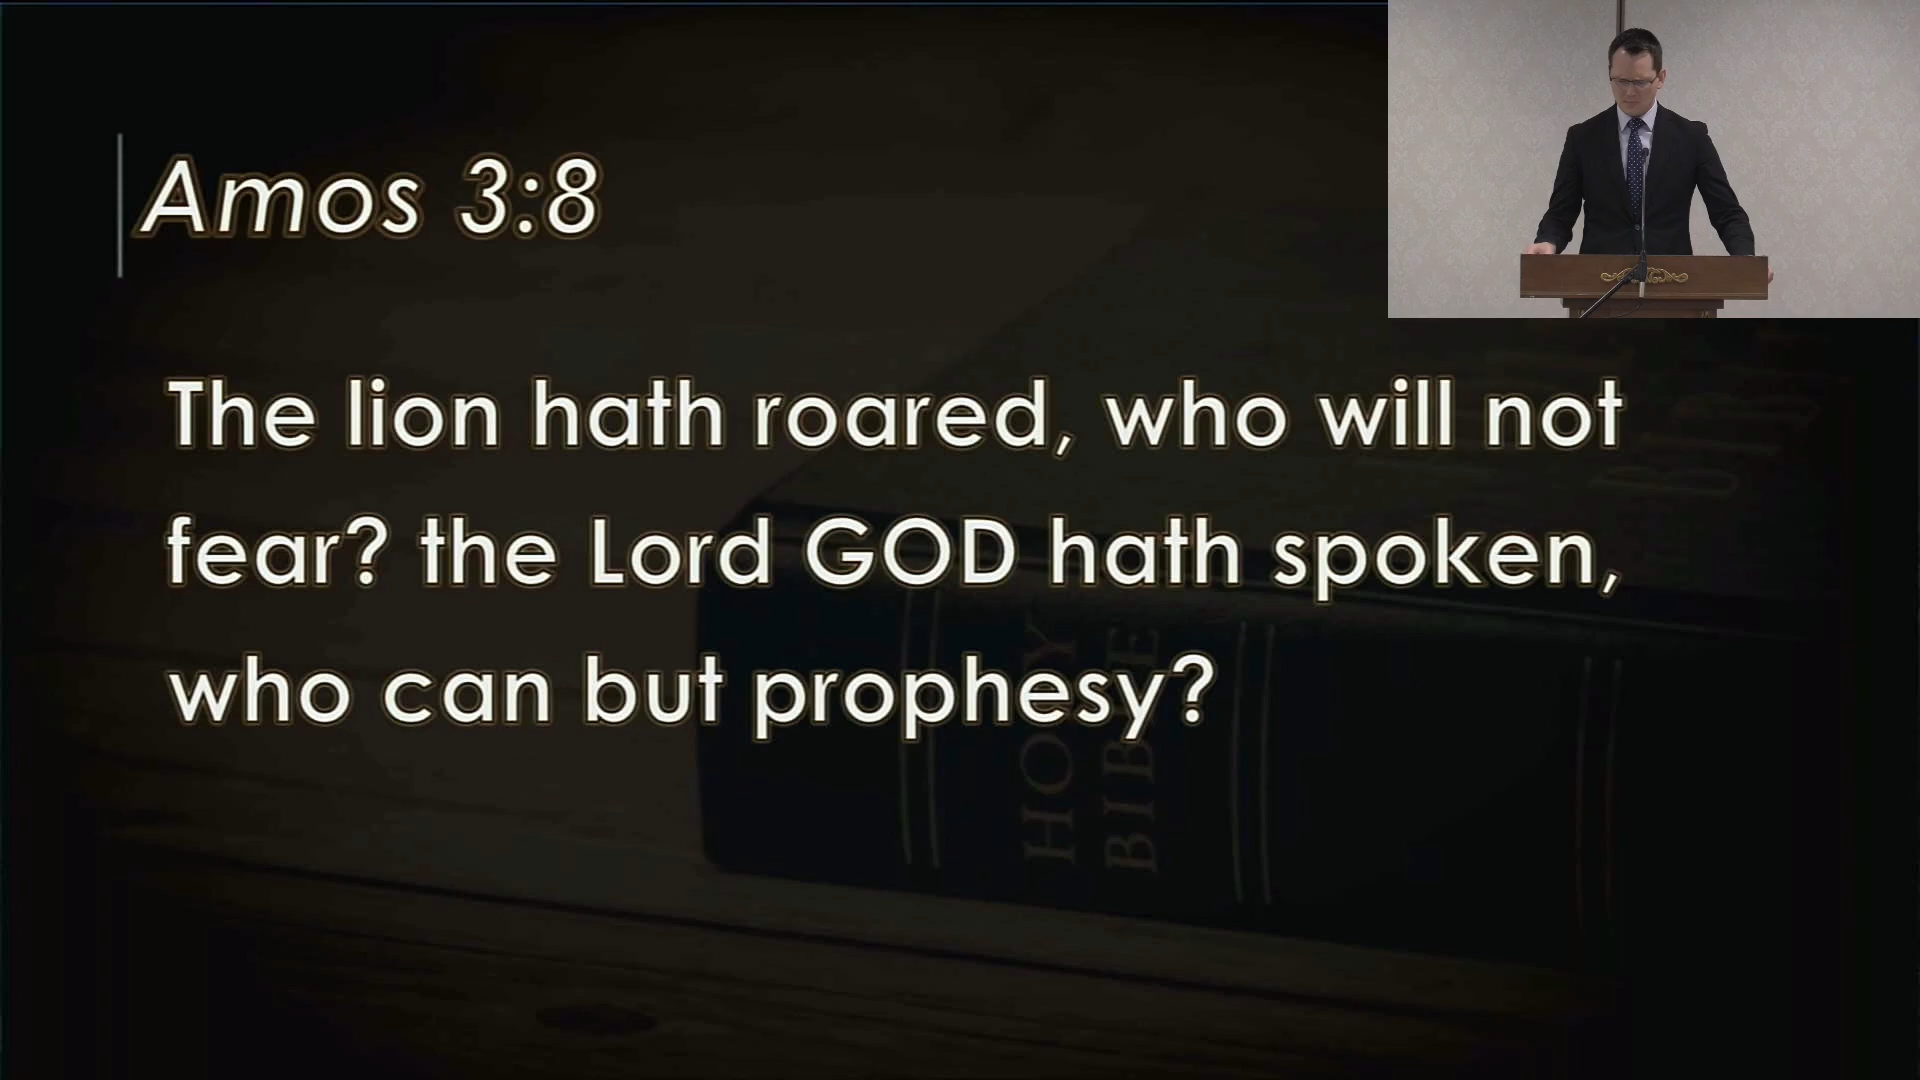 Amos 3:8
The lion hath roared, who will not
fear? the Lord GOD hath spoken,
who can but prophesy?
HOLY
BIBLE